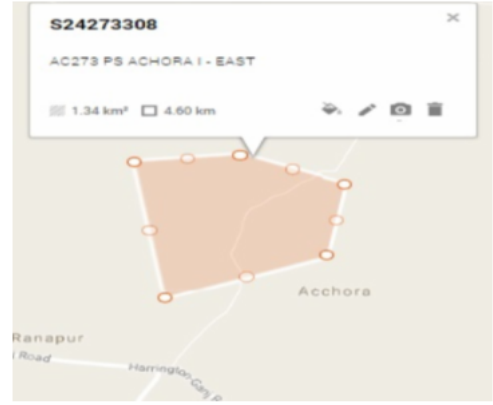 S24273308
AC273 PS ACHORA I - EAST
1.34 km² 4.60 km
Acchora
Ranapur
i Road
Harrington Ganj R